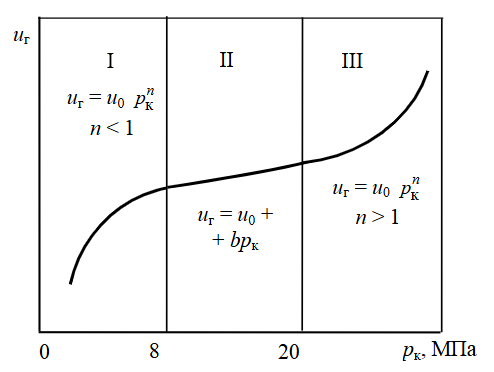 uг
I
II
III
uг = u0 pкⁿ
n < 1
uг = u0 +
+ bpк
uг = u0 pкⁿ
n > 1
0
8
20
pк, МПа